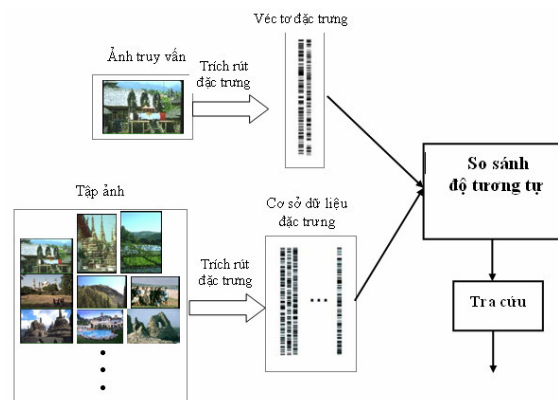 Véc tơ đặc trưng
Ảnh truy vấn
Trích rút
đặc trưng
So sánh
độ tương tự
Tập ảnh
Cơ sở dữ liệu
đặc trưng
Trích rút
đặc trưng
Tra cứu